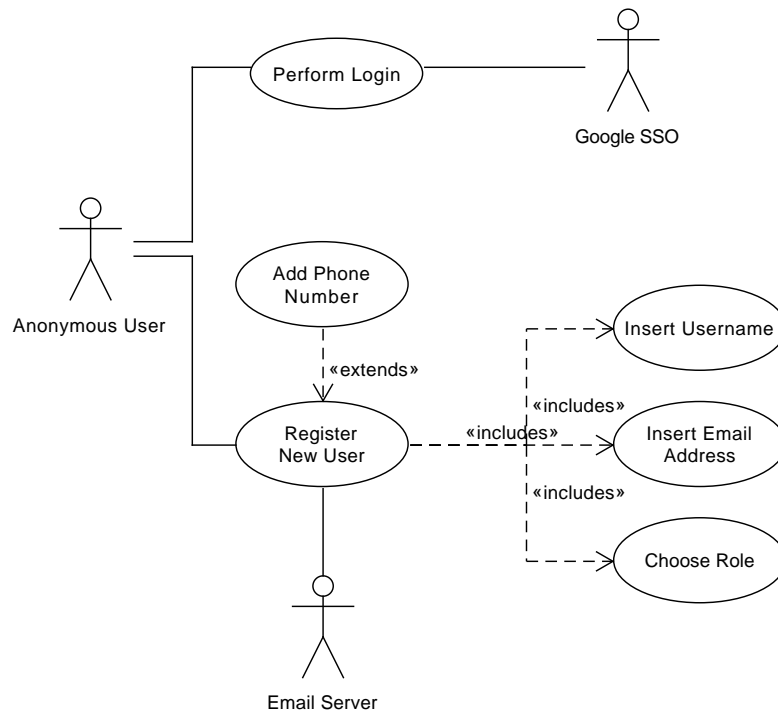 Perform Login
Google SSO
Add Phone
Number
Anonymous User
Insert Username
«extends»
«includes»
Register
New User
«includes»
Insert Email
Address
«includes»
Choose Role
Email Server